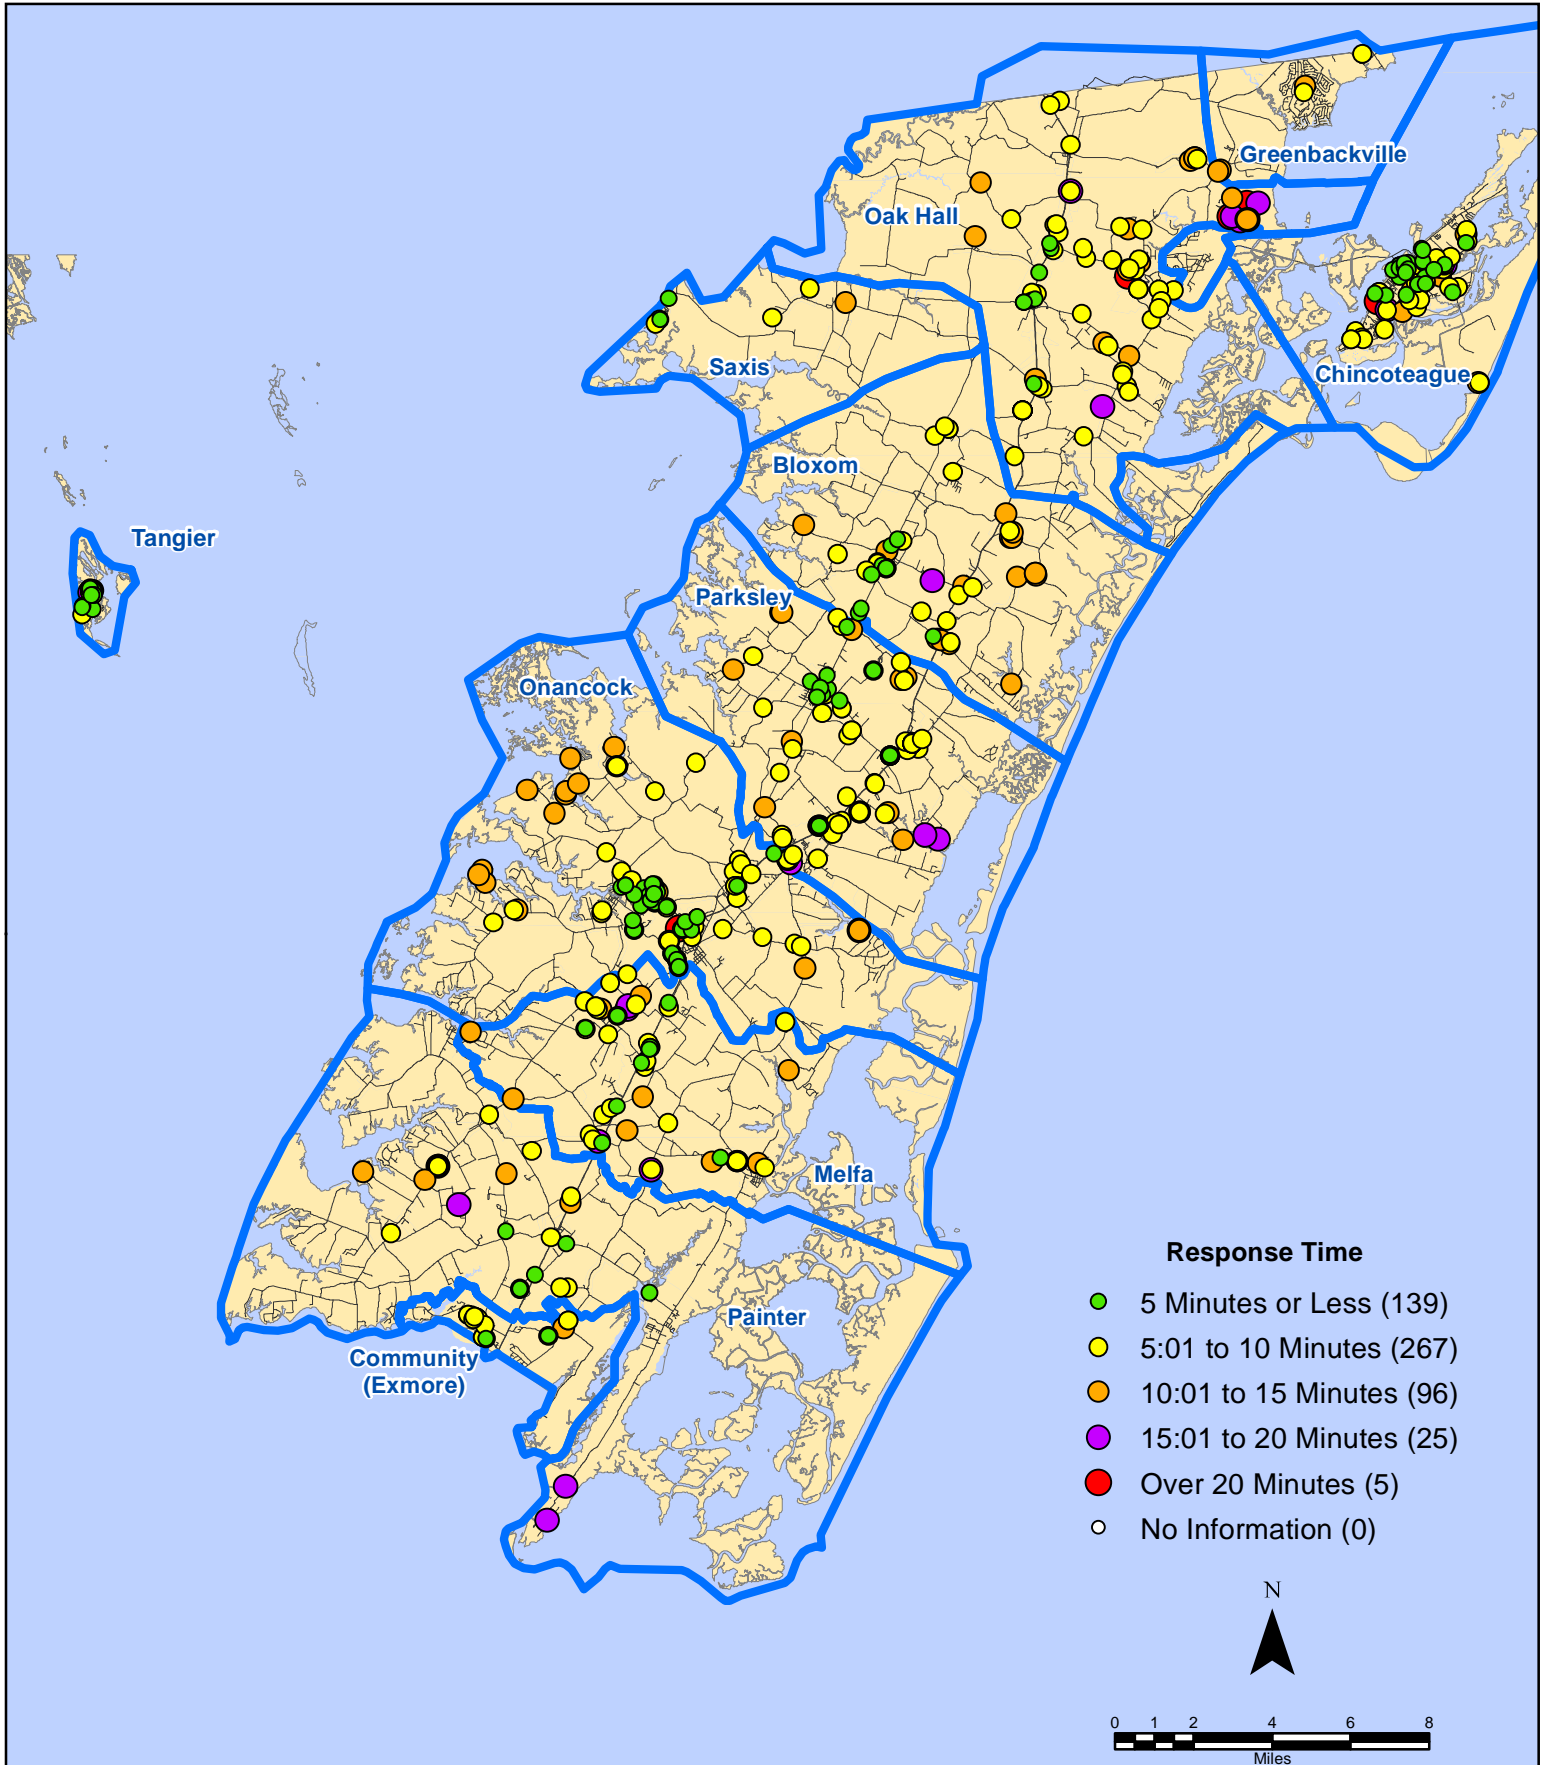 Greenbackville
Oak Hall
Saxis
Chincoteague
Bloxom
Tangier
Parksley
Onancock
Melfa
Painter
Community
(Exmore)
Response Time
5 Minutes or Less (139)
5:01 to 10 Minutes (267)
10:01 to 15 Minutes (96)
15:01 to 20 Minutes (25)
Over 20 Minutes (5)
No Information (0)
N
0 1 2 4 6 8
Miles